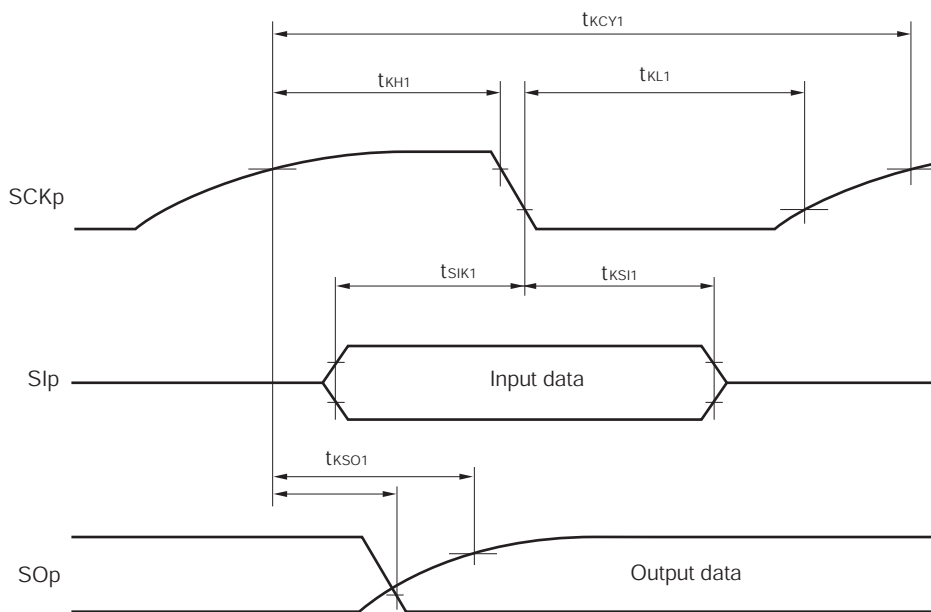 tKCY1
tKH1
tKL1
SCKp
tSIK1
tKSI1
SIp
Input data
tKSO1
SOp
Output data